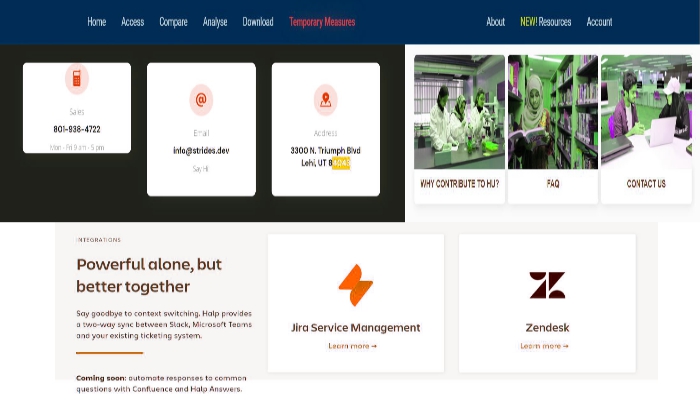 Home Access Compare Analyse Download Temporary Measures About NEW! Resources Account
Sales
801-938-4722
Mon - Fri 9 am - 5 pm
Email
info@strides.dev
Say Hi!
Address
3300 N. Triumph Blvd
Lehi, UT
WHY CONTRIBUTE TO HU?
FAQ
CONTACT US
INTEGRATIONS
Powerful alone, but
better together
Say goodbye to context switching. Halp provides
a two-way sync between Slack, Microsoft Teams
and your existing ticketing system.
Coming soon: automate responses to common
questions with Confluence and Halp Answers.
Jira Service Management
Learn more →
Zendesk
Learn more →